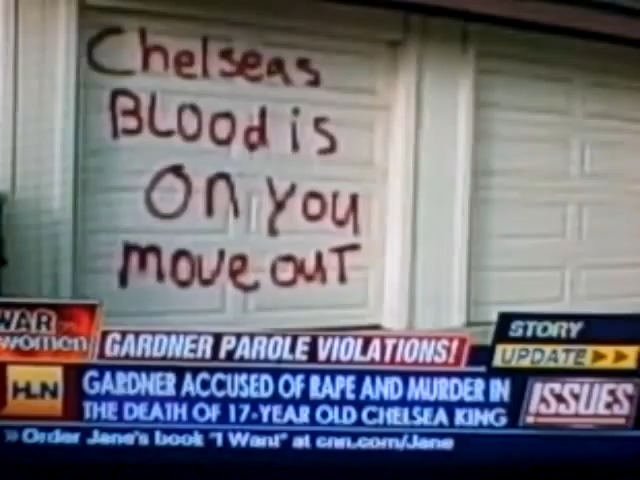 Chelseas
BLOOd is
On You
move ouT
WAR on women
GARDNER PAROLE VIOLATIONS!
STORY
UPDATE
HLN
GARDNER ACCUSED OF RAPE AND MURDER IN
THE DEATH OF 17-YEAR OLD CHELSEA KING
ISSUES
Order Jane's book "I Want" at cnn.com/Jane